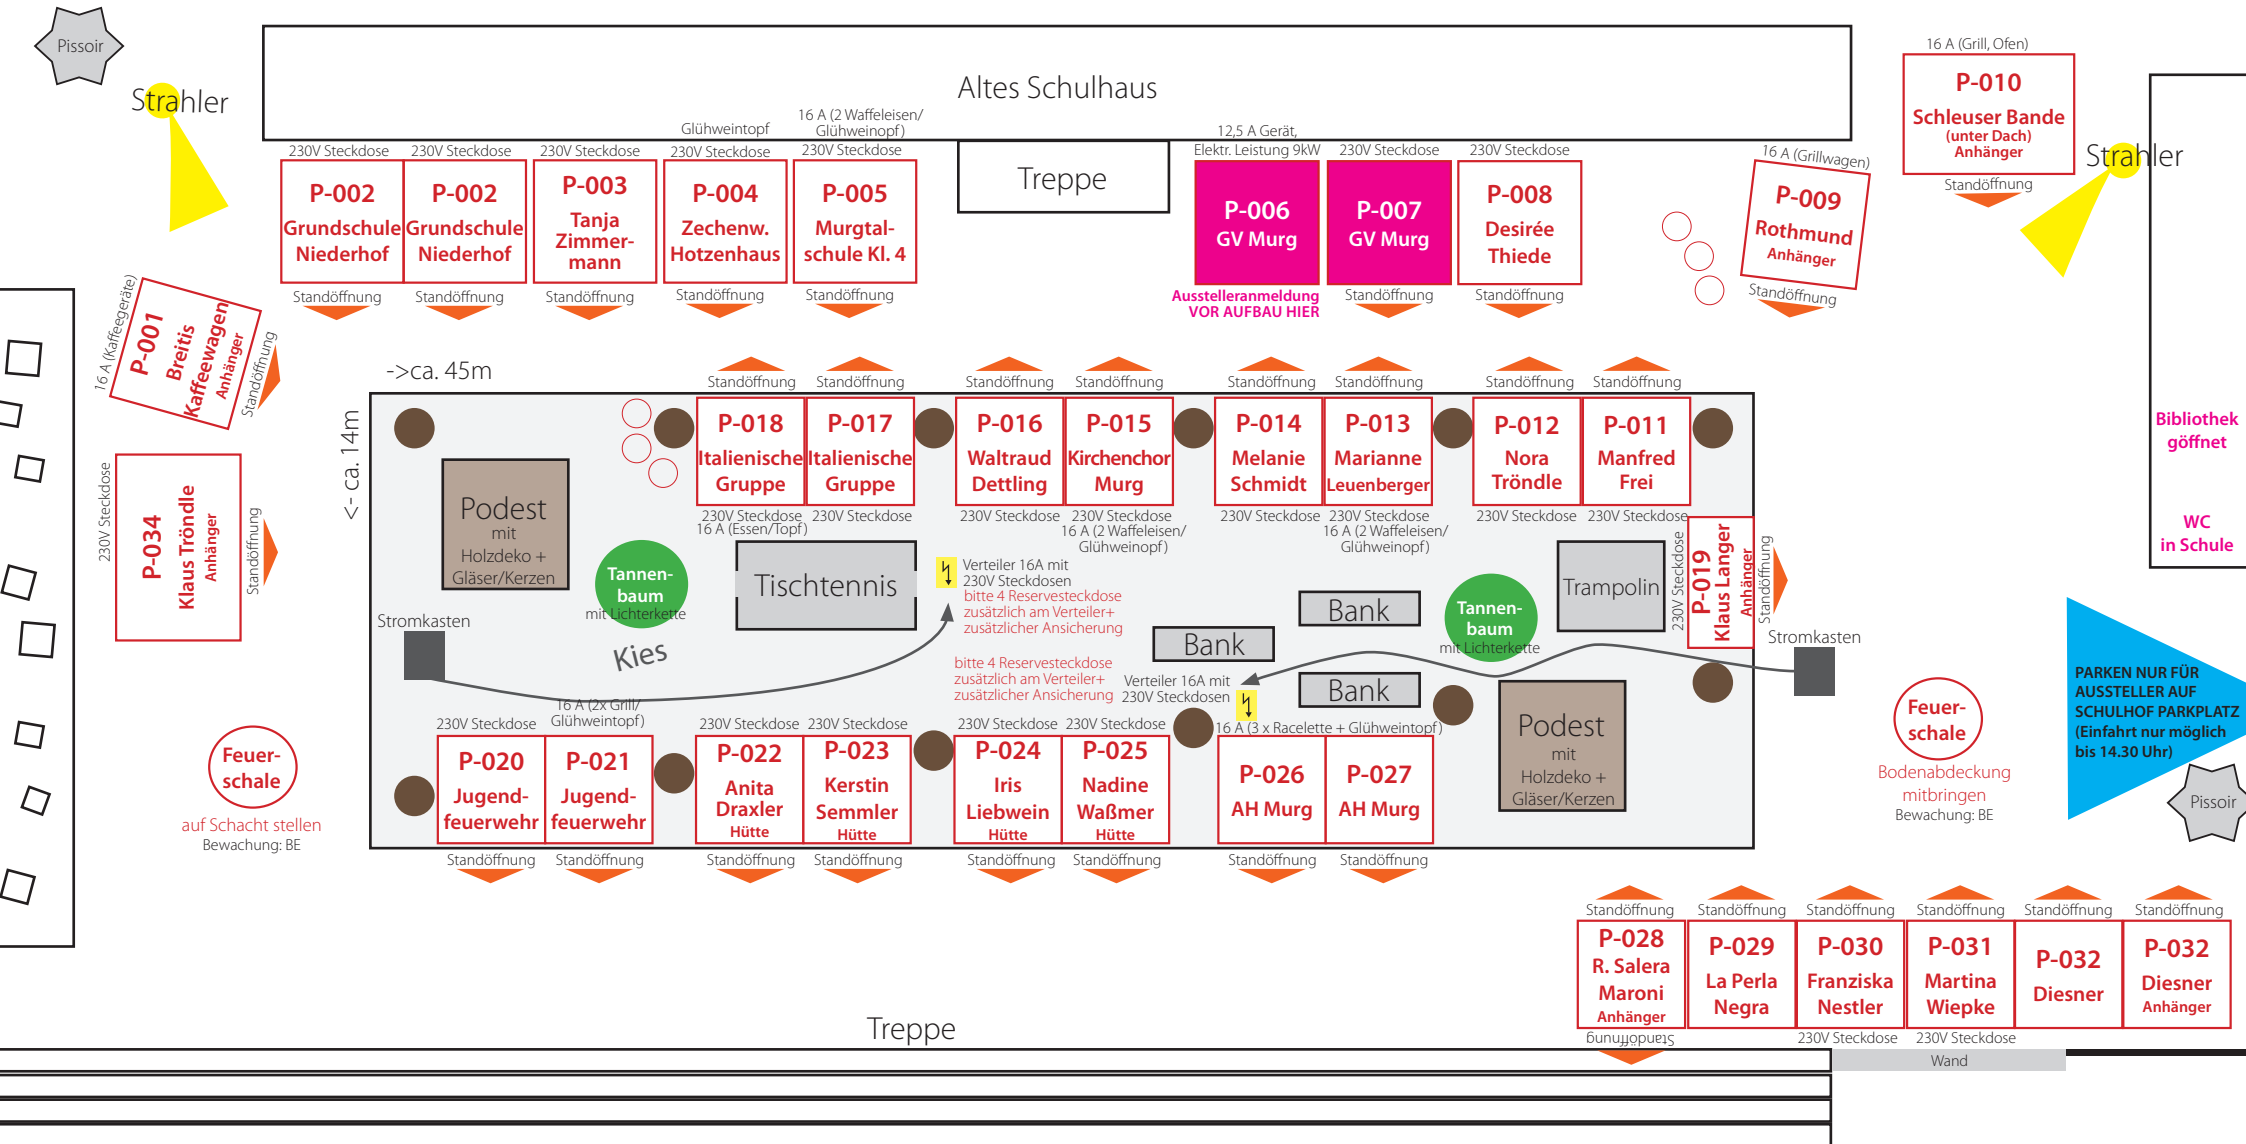 Pissoir
Strahler
Altes Schulhaus
Treppe
16 A (Grill, Ofen)
P-010
Schleuser Bande
(unter Dach)
Anhänger
Standöffnung
Strahler
230V Steckdose
P-002
Grundschule
Niederhof
Standöffnung
230V Steckdose
P-002
Grundschule
Niederhof
Standöffnung
230V Steckdose
P-003
Tanja
Zimmer-
mann
Standöffnung
Glühweintopf
230V Steckdose
P-004
Zechenw.
Hotzenhaus
Standöffnung
16 A (2 Waffeleisen/
Glühweinopf)
230V Steckdose
P-005
Murgtal-
schule Kl. 4
Standöffnung
12,5 A Gerät,
Elektr. Leistung 9kW
P-006
GV Murg
Ausstelleranmeldung
VOR AUFBAU HIER
230V Steckdose
P-007
GV Murg
Standöffnung
230V Steckdose
P-008
Desirée
Thiede
Standöffnung
16 A (Grillwagen)
P-009
Rothmund
Anhänger
Standöffnung
16 A (Kaffeegeräte)
P-001
Breitis
Kaffeewagen
Anhänger
Standöffnung
230V Steckdose
P-034
Klaus Tröndle
Anhänger
Standöffnung
->ca. 45m
<- ca. 14m
Standöffnung
P-018
Italienische
Gruppe
230V Steckdose
16 A (Essen/Topf)
Standöffnung
P-017
Italienische
Gruppe
230V Steckdose
Standöffnung
P-016
Waltraud
Dettling
230V Steckdose
Standöffnung
P-015
Kirchenchor
Murg
230V Steckdose
16 A (2 Waffeleisen/
Glühweinopf)
Standöffnung
P-014
Melanie
Schmidt
230V Steckdose
Standöffnung
P-013
Marianne
Leuenberger
230V Steckdose
16 A (2 Waffeleisen/
Glühweinopf)
Standöffnung
P-012
Nora
Tröndle
230V Steckdose
Standöffnung
P-011
Manfred
Frei
230V Steckdose
230V Steckdose
P-019
Klaus Langer
Anhänger
Standöffnung
Bibliothek
göffnet
WC
in Schule
Podest
mit
Holzdeko +
Gläser/Kerzen
Tannen-
baum
mit Lichterkette
Tischtennis
Verteiler 16A mit
230V Steckdosen
bitte 4 Reservesteckdose
zusätzlich am Verteiler+
zusätzlicher Ansicherung
Bank
Bank
Bank
Tannen-
baum
mit Lichterkette
Trampolin
Stromkasten
Kies
Stromkasten
bitte 4 Reservesteckdose
zusätzlich am Verteiler+
zusätzlicher Ansicherung
Verteiler 16A mit
230V Steckdosen
Podest
mit
Holzdeko +
Gläser/Kerzen
Feuer-
schale
auf Schacht stellen
Bewachung: BE
230V Steckdose
P-020
Jugend-
feuerwehr
Standöffnung
16 A (2x Grill/
Glühweintopf)
P-021
Jugend-
feuerwehr
Standöffnung
230V Steckdose
P-022
Anita
Draxler
Hütte
Standöffnung
230V Steckdose
P-023
Kerstin
Semmler
Hütte
Standöffnung
230V Steckdose
P-024
Iris
Liebwein
Hütte
Standöffnung
230V Steckdose
P-025
Nadine
Waßmer
Hütte
Standöffnung
16 A (3 x Racelette + Glühweintopf)
P-026
AH Murg
Standöffnung
P-027
AH Murg
Standöffnung
Feuer-
schale
Bodenabdeckung
mitbringen
Bewachung: BE
PARKEN NUR FÜR
AUSSTELLER AUF
SCHULHOF PARKPLATZ
(Einfahrt nur möglich
bis 14.30 Uhr)
Pissoir
Standöffnung
P-028
R. Salera
Maroni
Anhänger
Standöffnung
Standöffnung
P-029
La Perla
Negra
Standöffnung
P-030
Franziska
Nestler
230V Steckdose
Standöffnung
P-031
Martina
Wiepke
230V Steckdose
Standöffnung
P-032
Diesner
Standöffnung
P-032
Diesner
Anhänger
Treppe
Wand